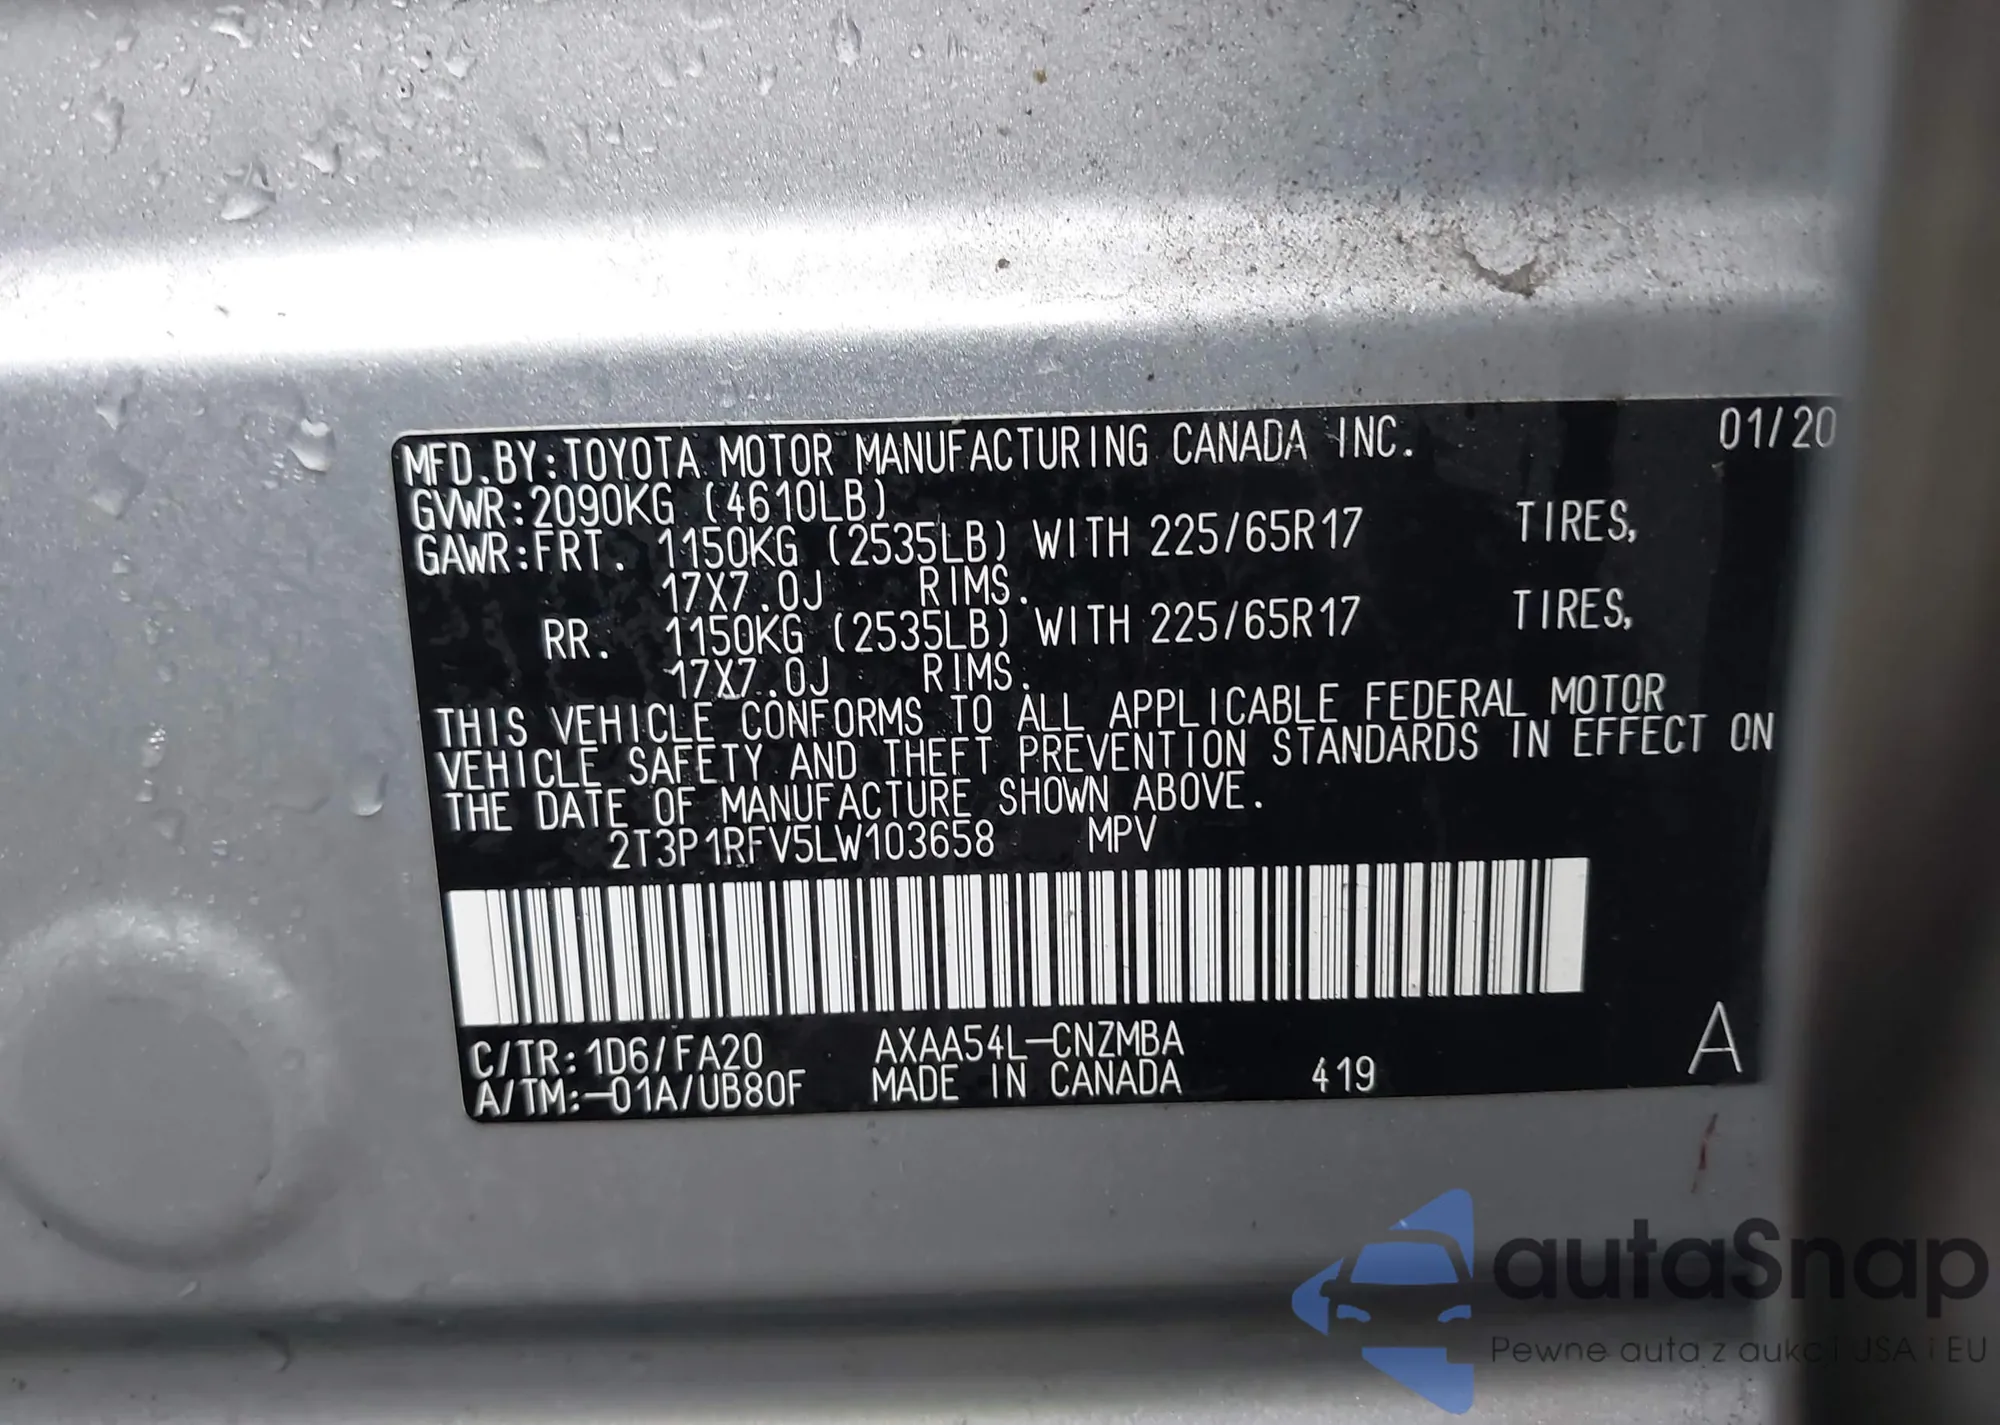 MFD.BY:TOYOTA MOTOR MANUFACTURING CANADA INC. 01/20
GVWR:2090KG (4610LB)
GAWR:FRT. 1150KG (2535LB) WITH 225/65R17 TIRES,
17X7.0J RIMS.
RR. 1150KG (2535LB) WITH 225/65R17 TIRES,
17X7.0J RIMS.
THIS VEHICLE CONFORMS TO ALL APPLICABLE FEDERAL MOTOR
VEHICLE SAFETY AND THEFT PREVENTION STANDARDS IN EFFECT ON
THE DATE OF MANUFACTURE SHOWN ABOVE.
2T3P1RFV5LW103658 MPV
C/TR:1D6/FA20 AXAA54L-CNZMBA
A/TM:-01A/UB80F MADE IN CANADA 419 A
autaSnap
Pewne auta z aukcji USA i EU